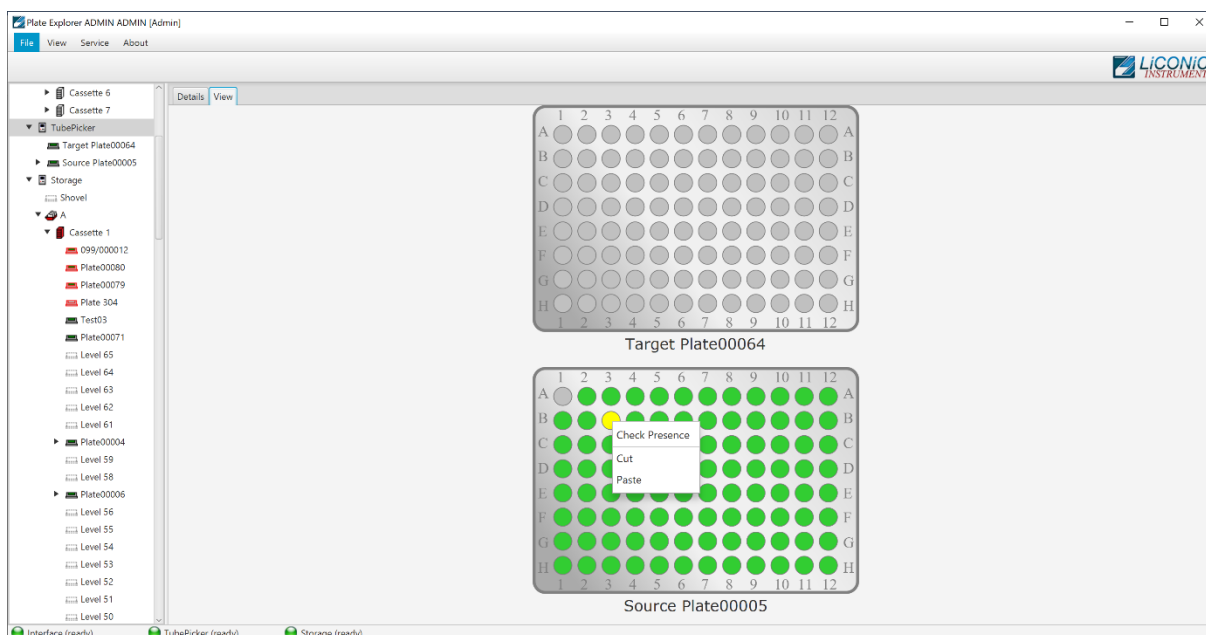 Plate Explorer ADMIN ADMIN [Admin]
File View Service About
LiCONiC
INSTRUMENT
Cassette 6
Cassette 7
TubePicker
Target Plate00064
Source Plate00005
Storage
Shovel
A
Cassette 1
099/000012
Plate00080
Plate00079
Plate 304
Test03
Plate00071
Level 65
Level 64
Level 63
Level 62
Level 61
Plate00004
Level 59
Level 58
Plate00006
Level 56
Level 55
Level 54
Level 53
Level 52
Level 51
Level 50
Details View
1 2 3 4 5 6 7 8 9 10 11 12
A A
B B
C C
D D
E E
F F
G G
H H
1 2 3 4 5 6 7 8 9 10 11 12
Target Plate00064
1 2 3 4 5 6 7 8 9 10 11 12
A A
B B
Check Presence
C C
Cut
D D
Paste
E E
F F
G G
H H
1 2 3 4 5 6 7 8 9 10 11 12
Source Plate00005
Interface (ready) TubePicker (ready) Storage (ready)